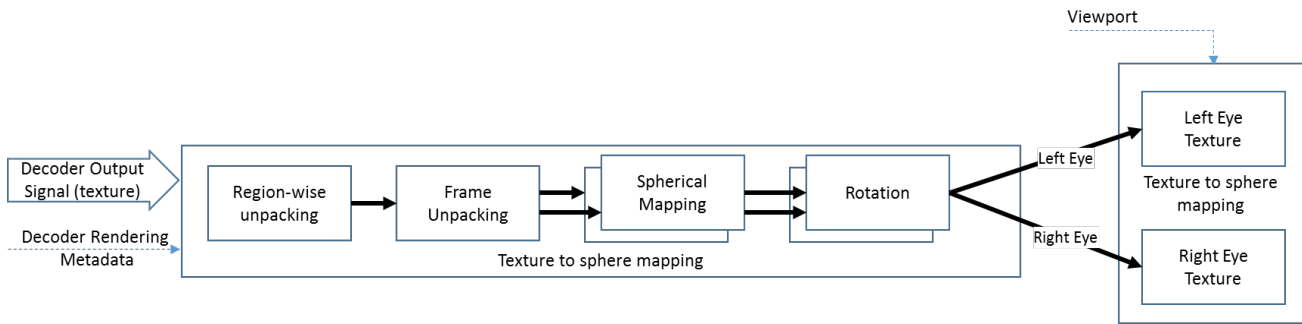 Viewport
Decoder Output
Signal (texture)
Decoder Rendering
Metadata
Region-wise
unpacking
Frame
Unpacking
Spherical
Mapping
Rotation
Texture to sphere mapping
Left Eye
Right Eye
Left Eye
Texture
Texture to sphere
mapping
Right Eye
Texture